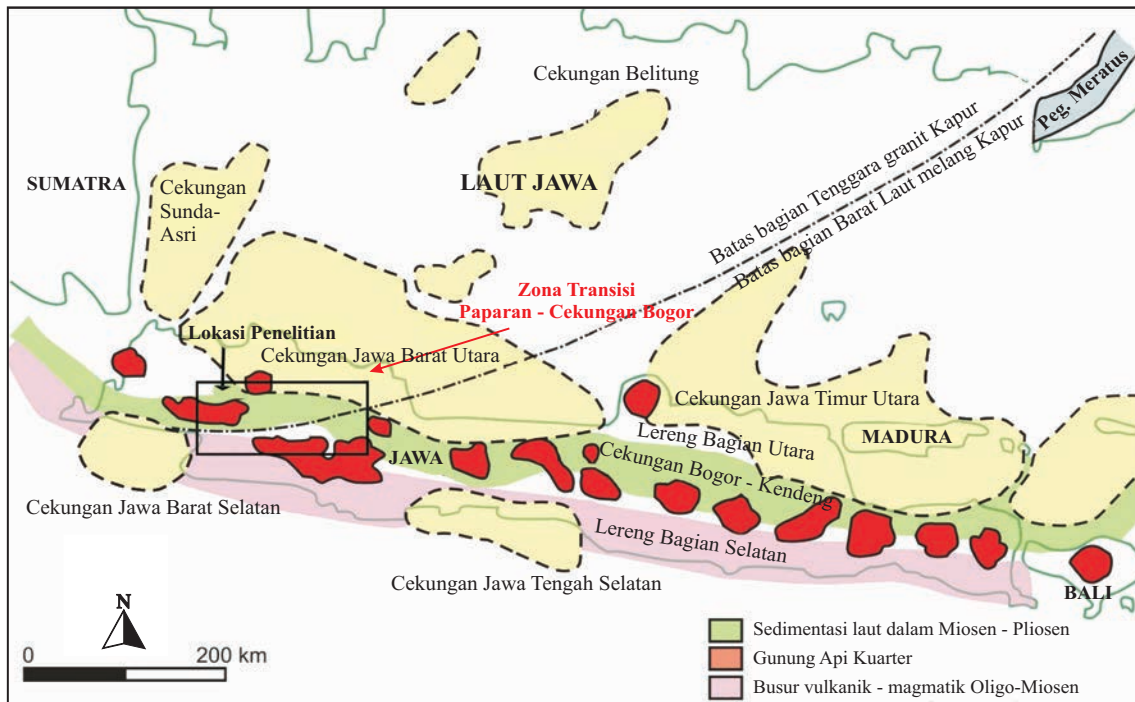 Cekungan Belitung
Peg. Meratus
SUMATRA
Cekungan
Sunda-
Asri
LAUT JAWA
Batas bagian Tenggara granit Kapur
Batas bagian Barat Laut melang Kapur
Zona Transisi
Paparan - Cekungan Bogor
Lokasi Penelitian
Cekungan Jawa Barat Utara
Cekungan Jawa Timur Utara
MADURA
Lereng Bagian Utara
JAWA
Cekungan Bogor - Kendeng
Cekungan Jawa Barat Selatan
Lereng Bagian Selatan
Cekungan Jawa Tengah Selatan
BALI
N
0 200 km
Sedimentasi laut dalam Miosen - Pliosen
Gunung Api Kuarter
Busur vulkanik - magmatik Oligo-Miosen